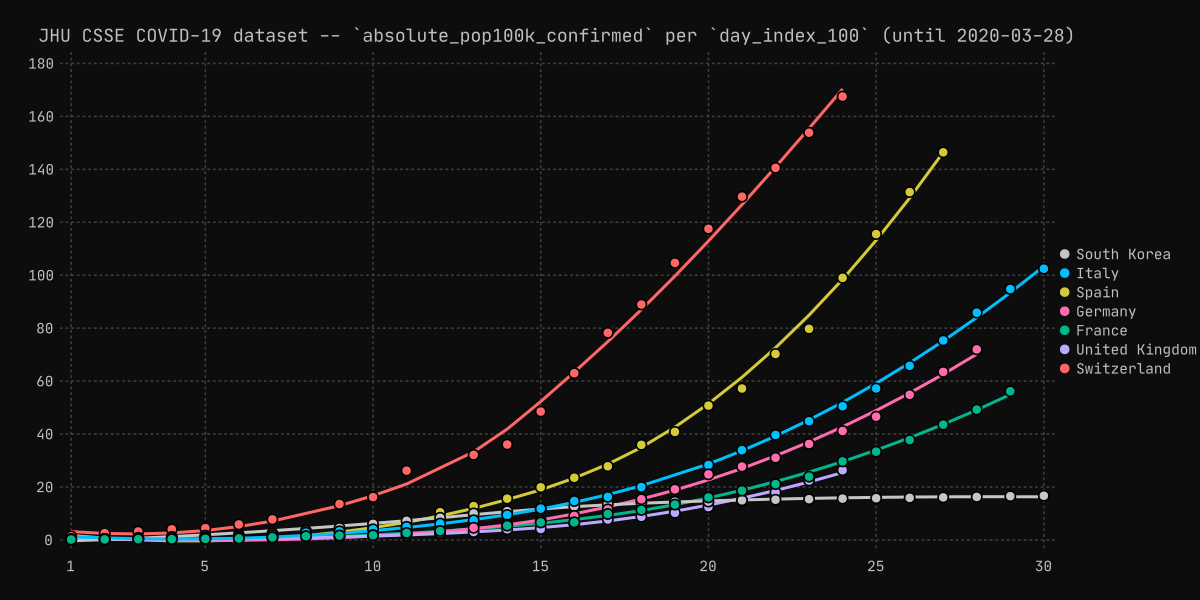 JHU CSSE COVID-19 dataset -- `absolute_pop100k_confirmed` per `day_index_100` (until 2020-03-28)
180
160
140
120
100
80
60
40
20
0
1 5 10 15 20 25 30
South Korea
Italy
Spain
Germany
France
United Kingdom
Switzerland